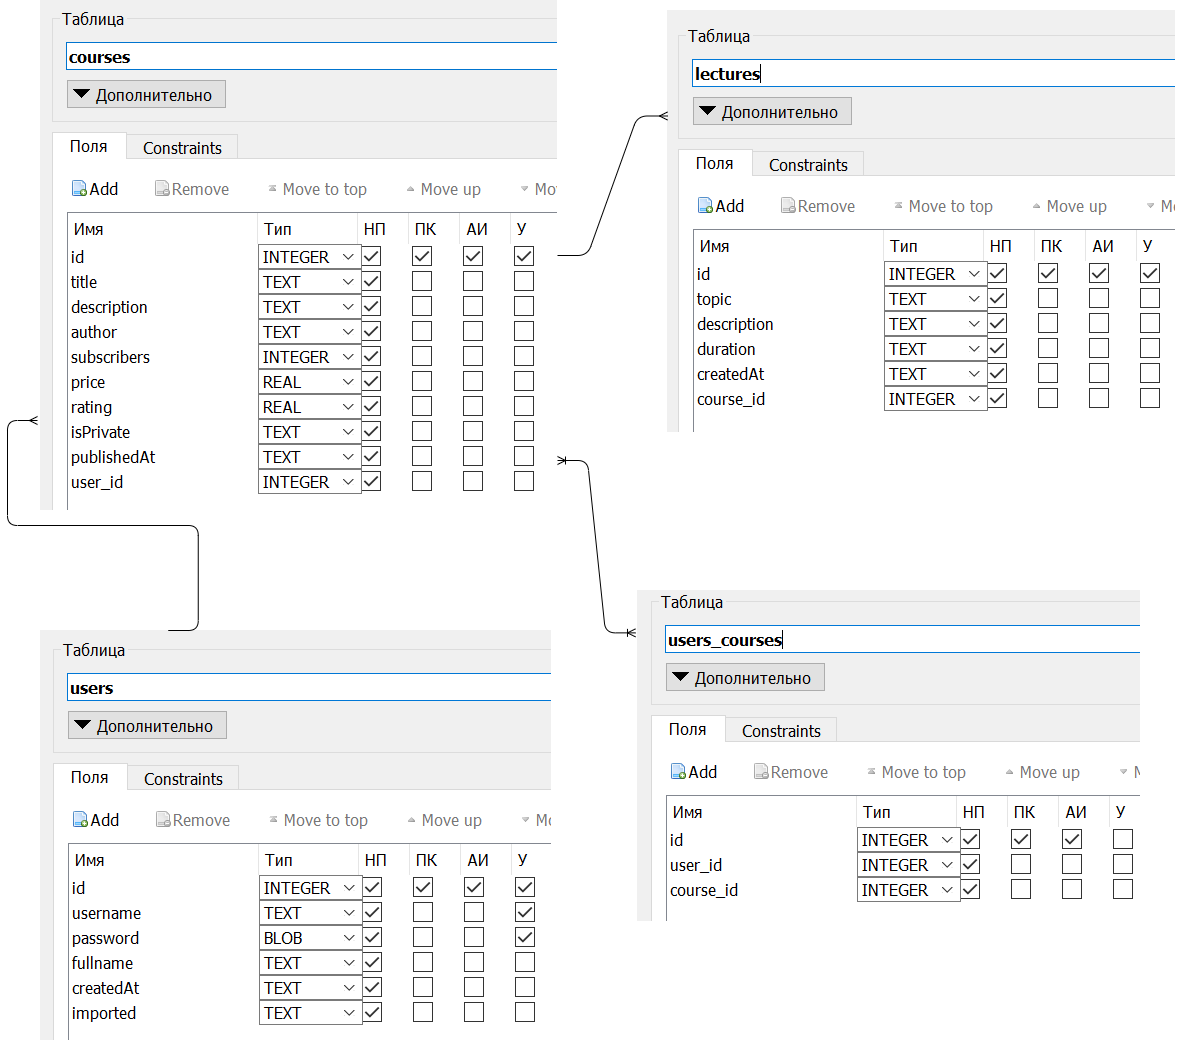 Таблица
courses
Дополнительно
Поля Constraints
Add Remove Move to top Move up Mo
Имя Тип НП ПК АИ У
id INTEGER
title TEXT
description TEXT
author TEXT
subscribers INTEGER
price REAL
rating REAL
isPrivate TEXT
publishedAt TEXT
user_id INTEGER
Таблица
lectures
Дополнительно
Поля Constraints
Add Remove Move to top Move up M
Имя Тип НП ПК АИ У
id INTEGER
topic TEXT
description TEXT
duration TEXT
createdAt TEXT
course_id INTEGER
Таблица
users
Дополнительно
Поля Constraints
Add Remove Move to top Move up Mo
Имя Тип НП ПК АИ У
id INTEGER
username TEXT
password BLOB
fullname TEXT
createdAt TEXT
imported TEXT
Таблица
users_courses
Дополнительно
Поля Constraints
Add Remove Move to top Move up M
Имя Тип НП ПК АИ У
id INTEGER
user_id INTEGER
course_id INTEGER